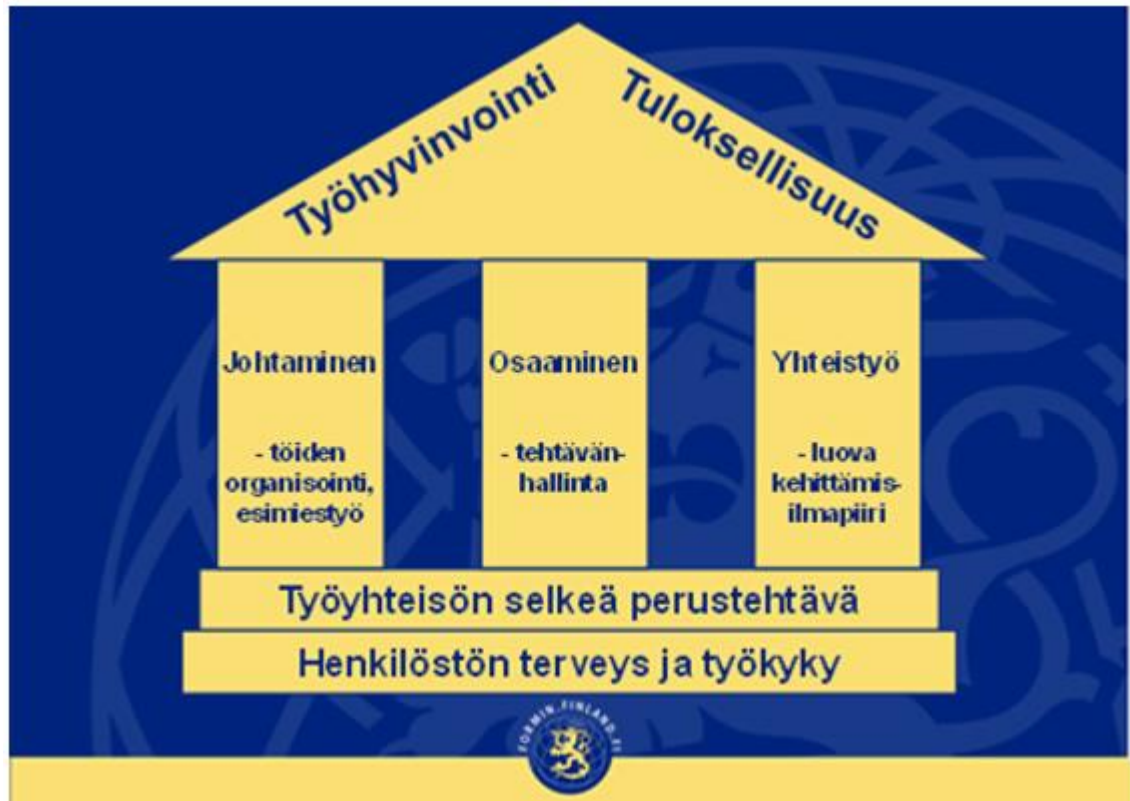 Työhyvinvointi
Tuloksellisuus
Johtaminen
- töiden
organisointi,
esimiestyö
Osaaminen
- tehtävän-
hallinta
Yhteistyö
- luova
kehittämis-
ilmapiiri
Työyhteisön selkeä perustehtävä
Henkilöstön terveys ja työkyky
FORMIN.FINLAND.FI